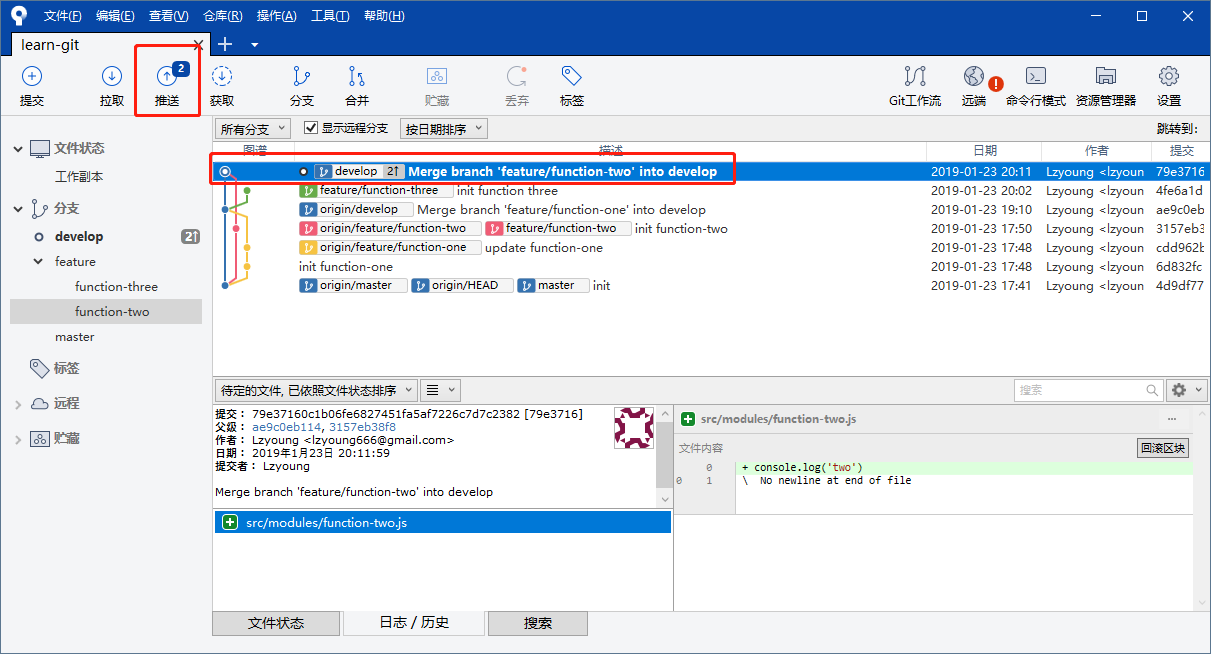 文件(F) 编辑(E) 查看(V) 仓库(R) 操作(A) 工具(T) 帮助(H)
learn-git
2
提交 拉取 推送 获取 分支 合并 贮藏 丢弃 标签 Git工作流 远端 命令行模式 资源管理器 设置
所有分支 显示远程分支 按日期排序 跳转到:
图谱 描述 日期 作者 提交
develop 2↑ Merge branch 'feature/function-two' into develop 2019-01-23 20:11 Lzyoung <lzyoun 79e3716
feature/function-three init function three 2019-01-23 20:02 Lzyoung <lzyoun 4fe6a1d
origin/develop Merge branch 'feature/function-one' into develop 2019-01-23 19:10 Lzyoung <lzyoun ae9c0eb
origin/feature/function-two feature/function-two init function-two 2019-01-23 17:50 Lzyoung <lzyoun 3157eb3
origin/feature/function-one update function-one 2019-01-23 17:48 Lzyoung <lzyoun cdd962b
init function-one 2019-01-23 17:48 Lzyoung <lzyoun 6d832fc
origin/master origin/HEAD master init 2019-01-23 17:41 Lzyoung <lzyoun 4d9df77
文件状态
工作副本
分支
develop 2↑
feature
function-three
function-two
master
标签
远程
贮藏
待定的文件, 已依照文件状态排序 搜索
提交： 79e37160c1b06fe6827451fa5af7226c7d7c2382 [79e3716]
父级： ae9c0eb114, 3157eb38f8
作者： Lzyoung <lzyoung666@gmail.com>
日期： 2019年1月23日 20:11:59
提交者： Lzyoung
Merge branch 'feature/function-two' into develop
src/modules/function-two.js
src/modules/function-two.js ...
文件内容 回滚区块
0 + console.log('two')
0 1 \ No newline at end of file
文件状态 日志 / 历史 搜索